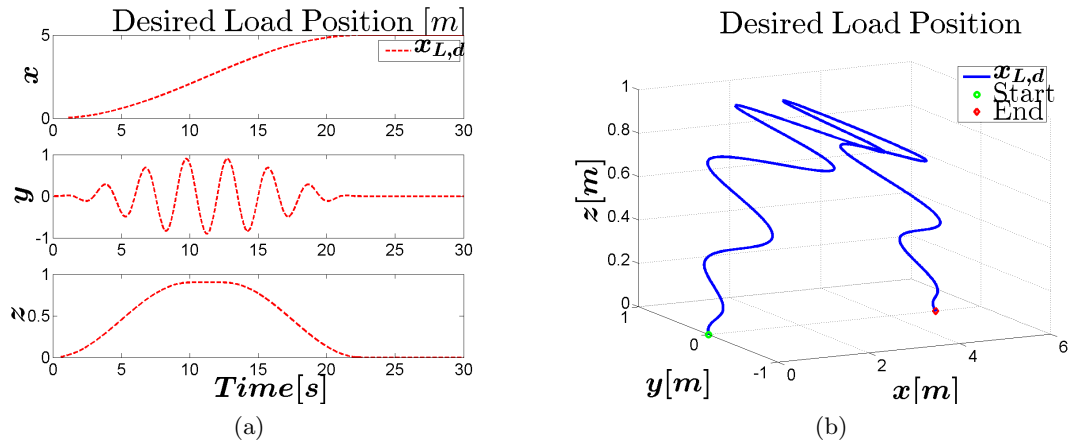 Desired Load Position [m]
5
x_{L,d}
x
0
0 5 10 15 20 25 30
1
y
0
-1
0 5 10 15 20 25 30
1
z
0.5
0
0 5 10 15 20 25 30
Time[s]
(a)
Desired Load Position
x_{L,d}
Start
End
1
0.8
0.6
z[m]
0.4
0.2
0
1
0
-1
y[m]
0
2
4
6
x[m]
(b)